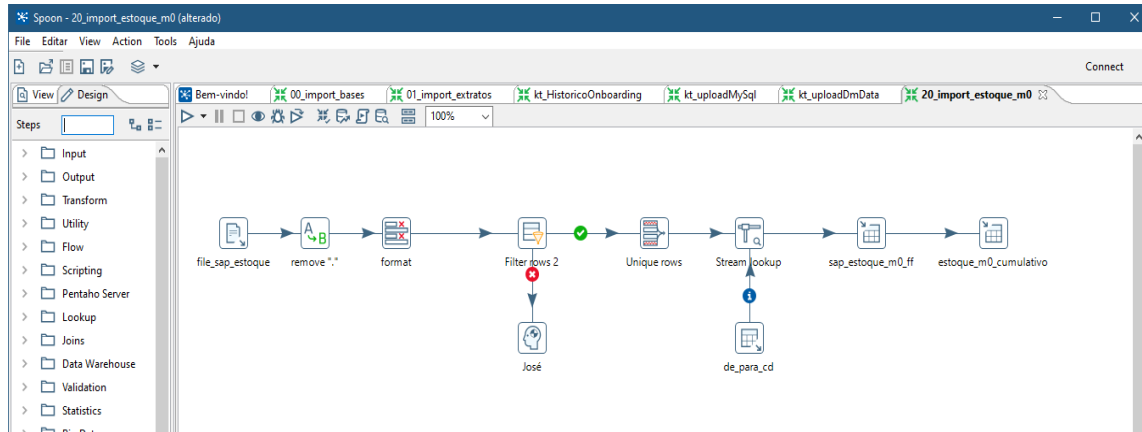 Spoon - 20_import_estoque_m0 (alterado)
File Editar View Action Tools Ajuda
Connect
View Design
Bem-vindo! 00_import_bases 01_import_extratos kt_HistoricoOnboarding kt_uploadMySql kt_uploadDmData 20_import_estoque_m0
Steps
100%
Input
Output
Transform
Utility
Flow
Scripting
Pentaho Server
Lookup
Joins
Data Warehouse
Validation
Statistics
file_sap_estoque remove "." format Filter rows 2 Unique rows Stream lookup sap_estoque_m0_ff estoque_m0_cumulativo
José de_para_cd